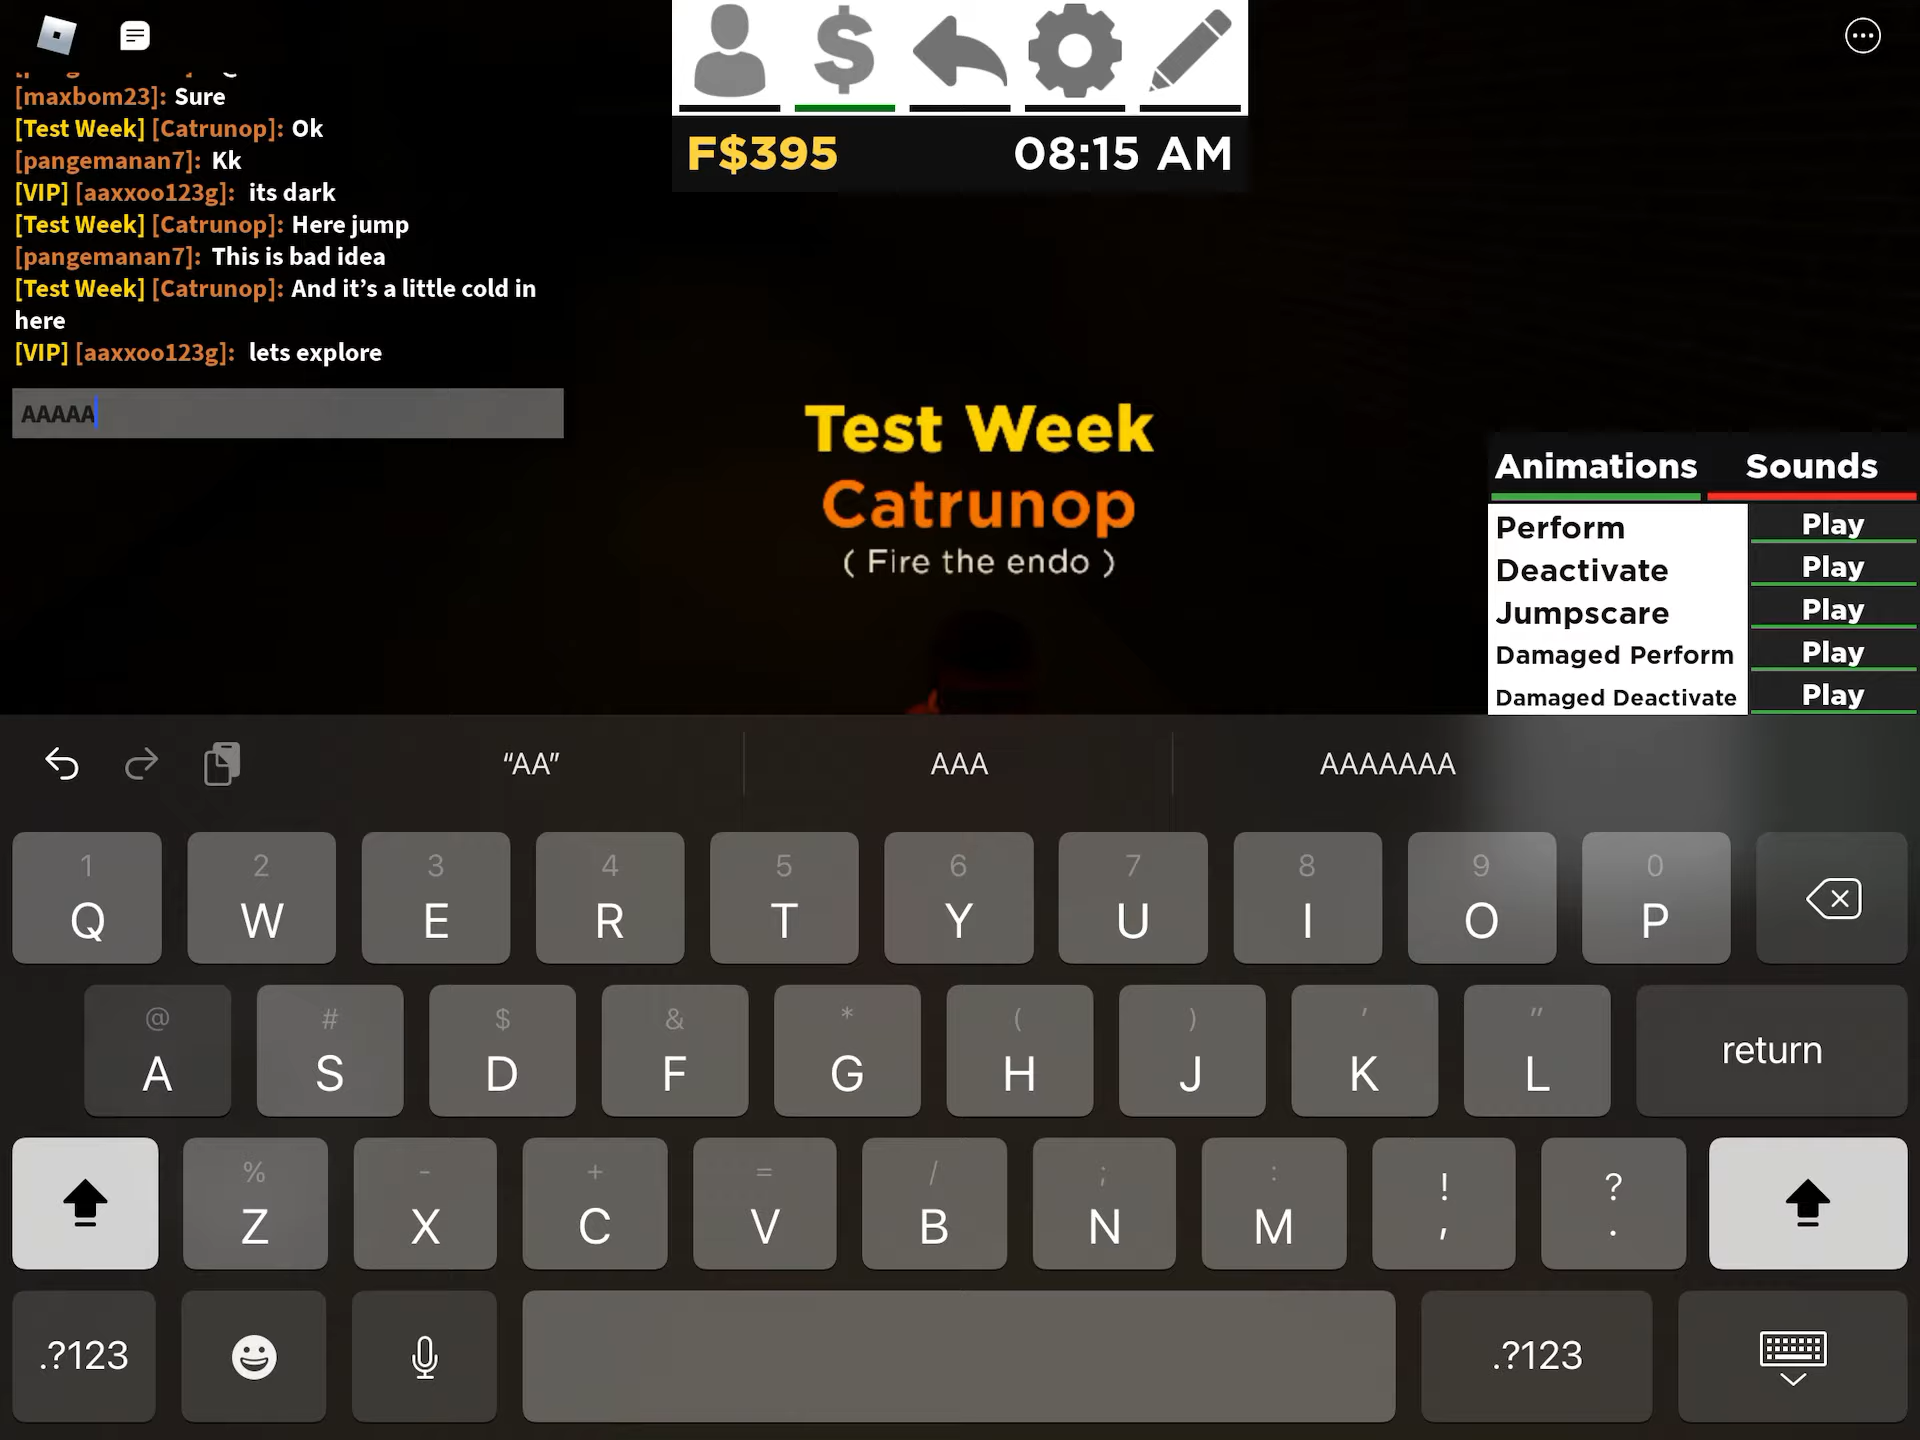 [maxbom23]: Sure
[Test Week] [Catrunop]: Ok
[pangemanan7]: Kk
[VIP] [aaxxoo123g]: its dark
[Test Week] [Catrunop]: Here jump
[pangemanan7]: This is bad idea
[Test Week] [Catrunop]: And it’s a little cold in
here
[VIP] [aaxxoo123g]: lets explore
AAAAA
F$395 08:15 AM
Test Week
Catrunop
( Fire the endo )
Animations Sounds
Perform Play
Deactivate Play
Jumpscare Play
Damaged Perform Play
Damaged Deactivate Play
“AA” AAA AAAAAAA
1 2 3 4 5 6 7 8 9 0
Q W E R T Y U I O P
@ # $ & * ( ) ' "
A S D F G H J K L return
% - + = / ; : ! ?
Z X C V B N M , .
.?123 .?123